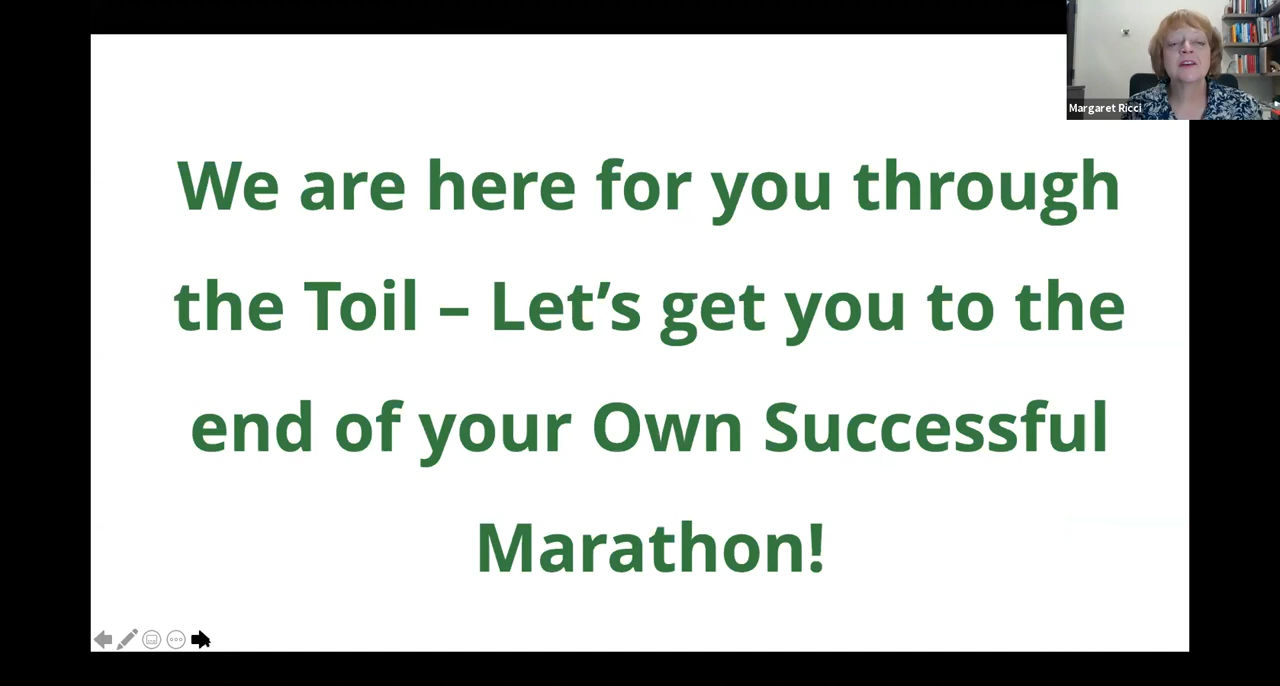 Margaret Ricci
We are here for you through
the Toil – Let’s get you to the
end of your Own Successful
Marathon!